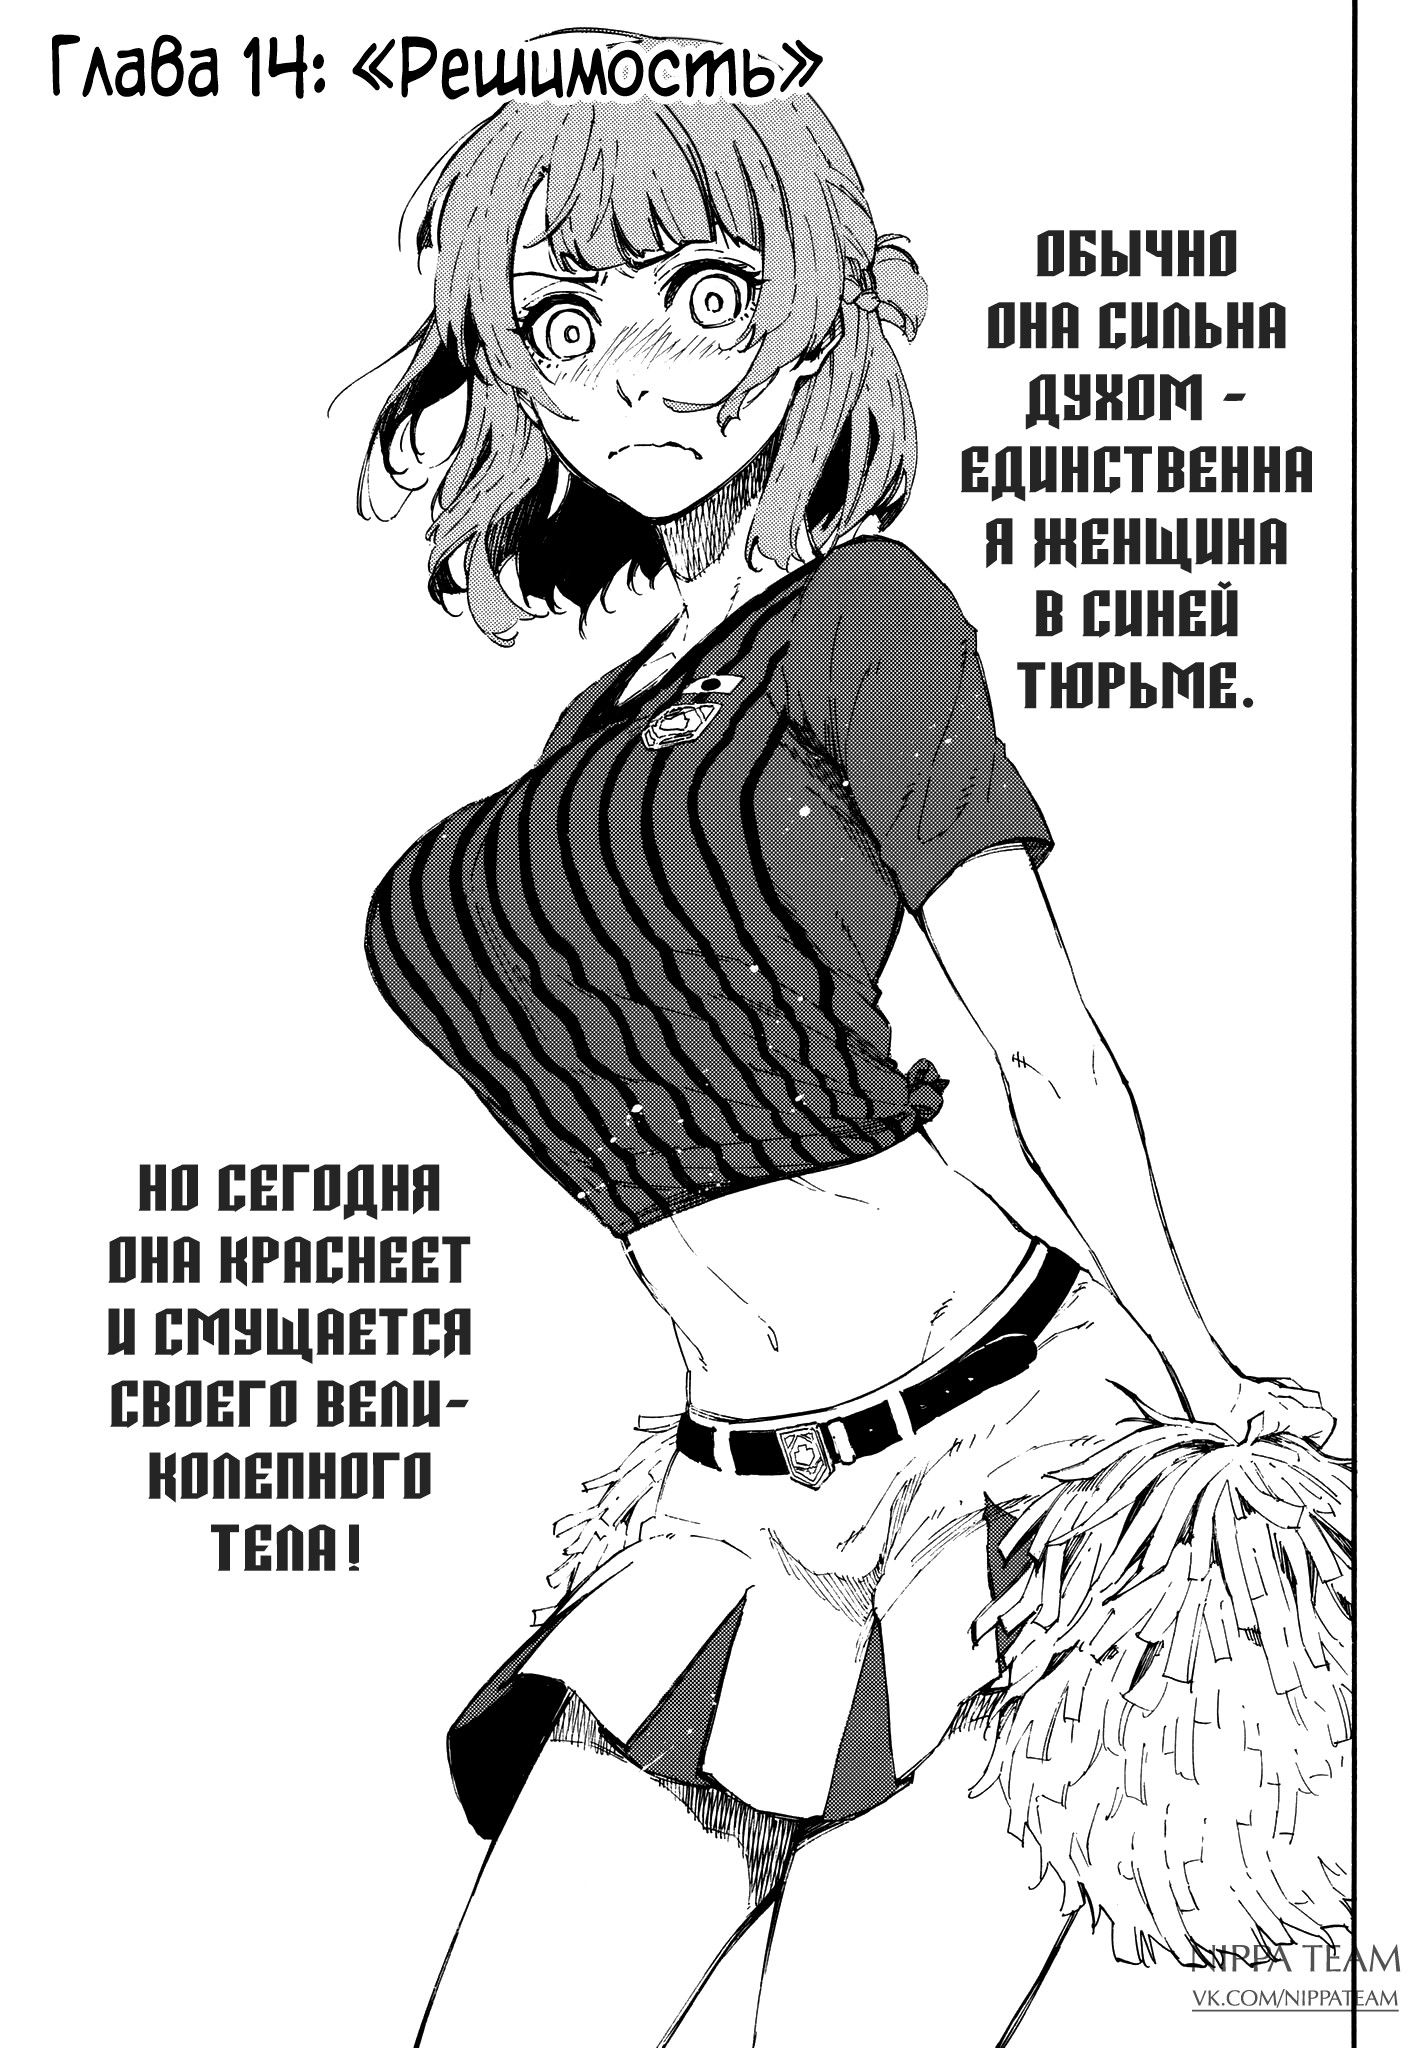 Глава 14: «Решимость»
ОБЫЧНО
ОНА СИЛЬНА
ДУХОМ -
ЕДИНСТВЕННА
Я ЖЕНЩИНА
В СИНЕЙ
ТЮРЬМЕ.
НО СЕГОДНЯ
ОНА КРАСНЕЕТ
И СМУЩАЕТСЯ
СВОЕГО ВЕЛИ-
КОЛЕПНОГО
ТЕЛА!
NIPPA TEAM
VK.COM/NIPPATEAM